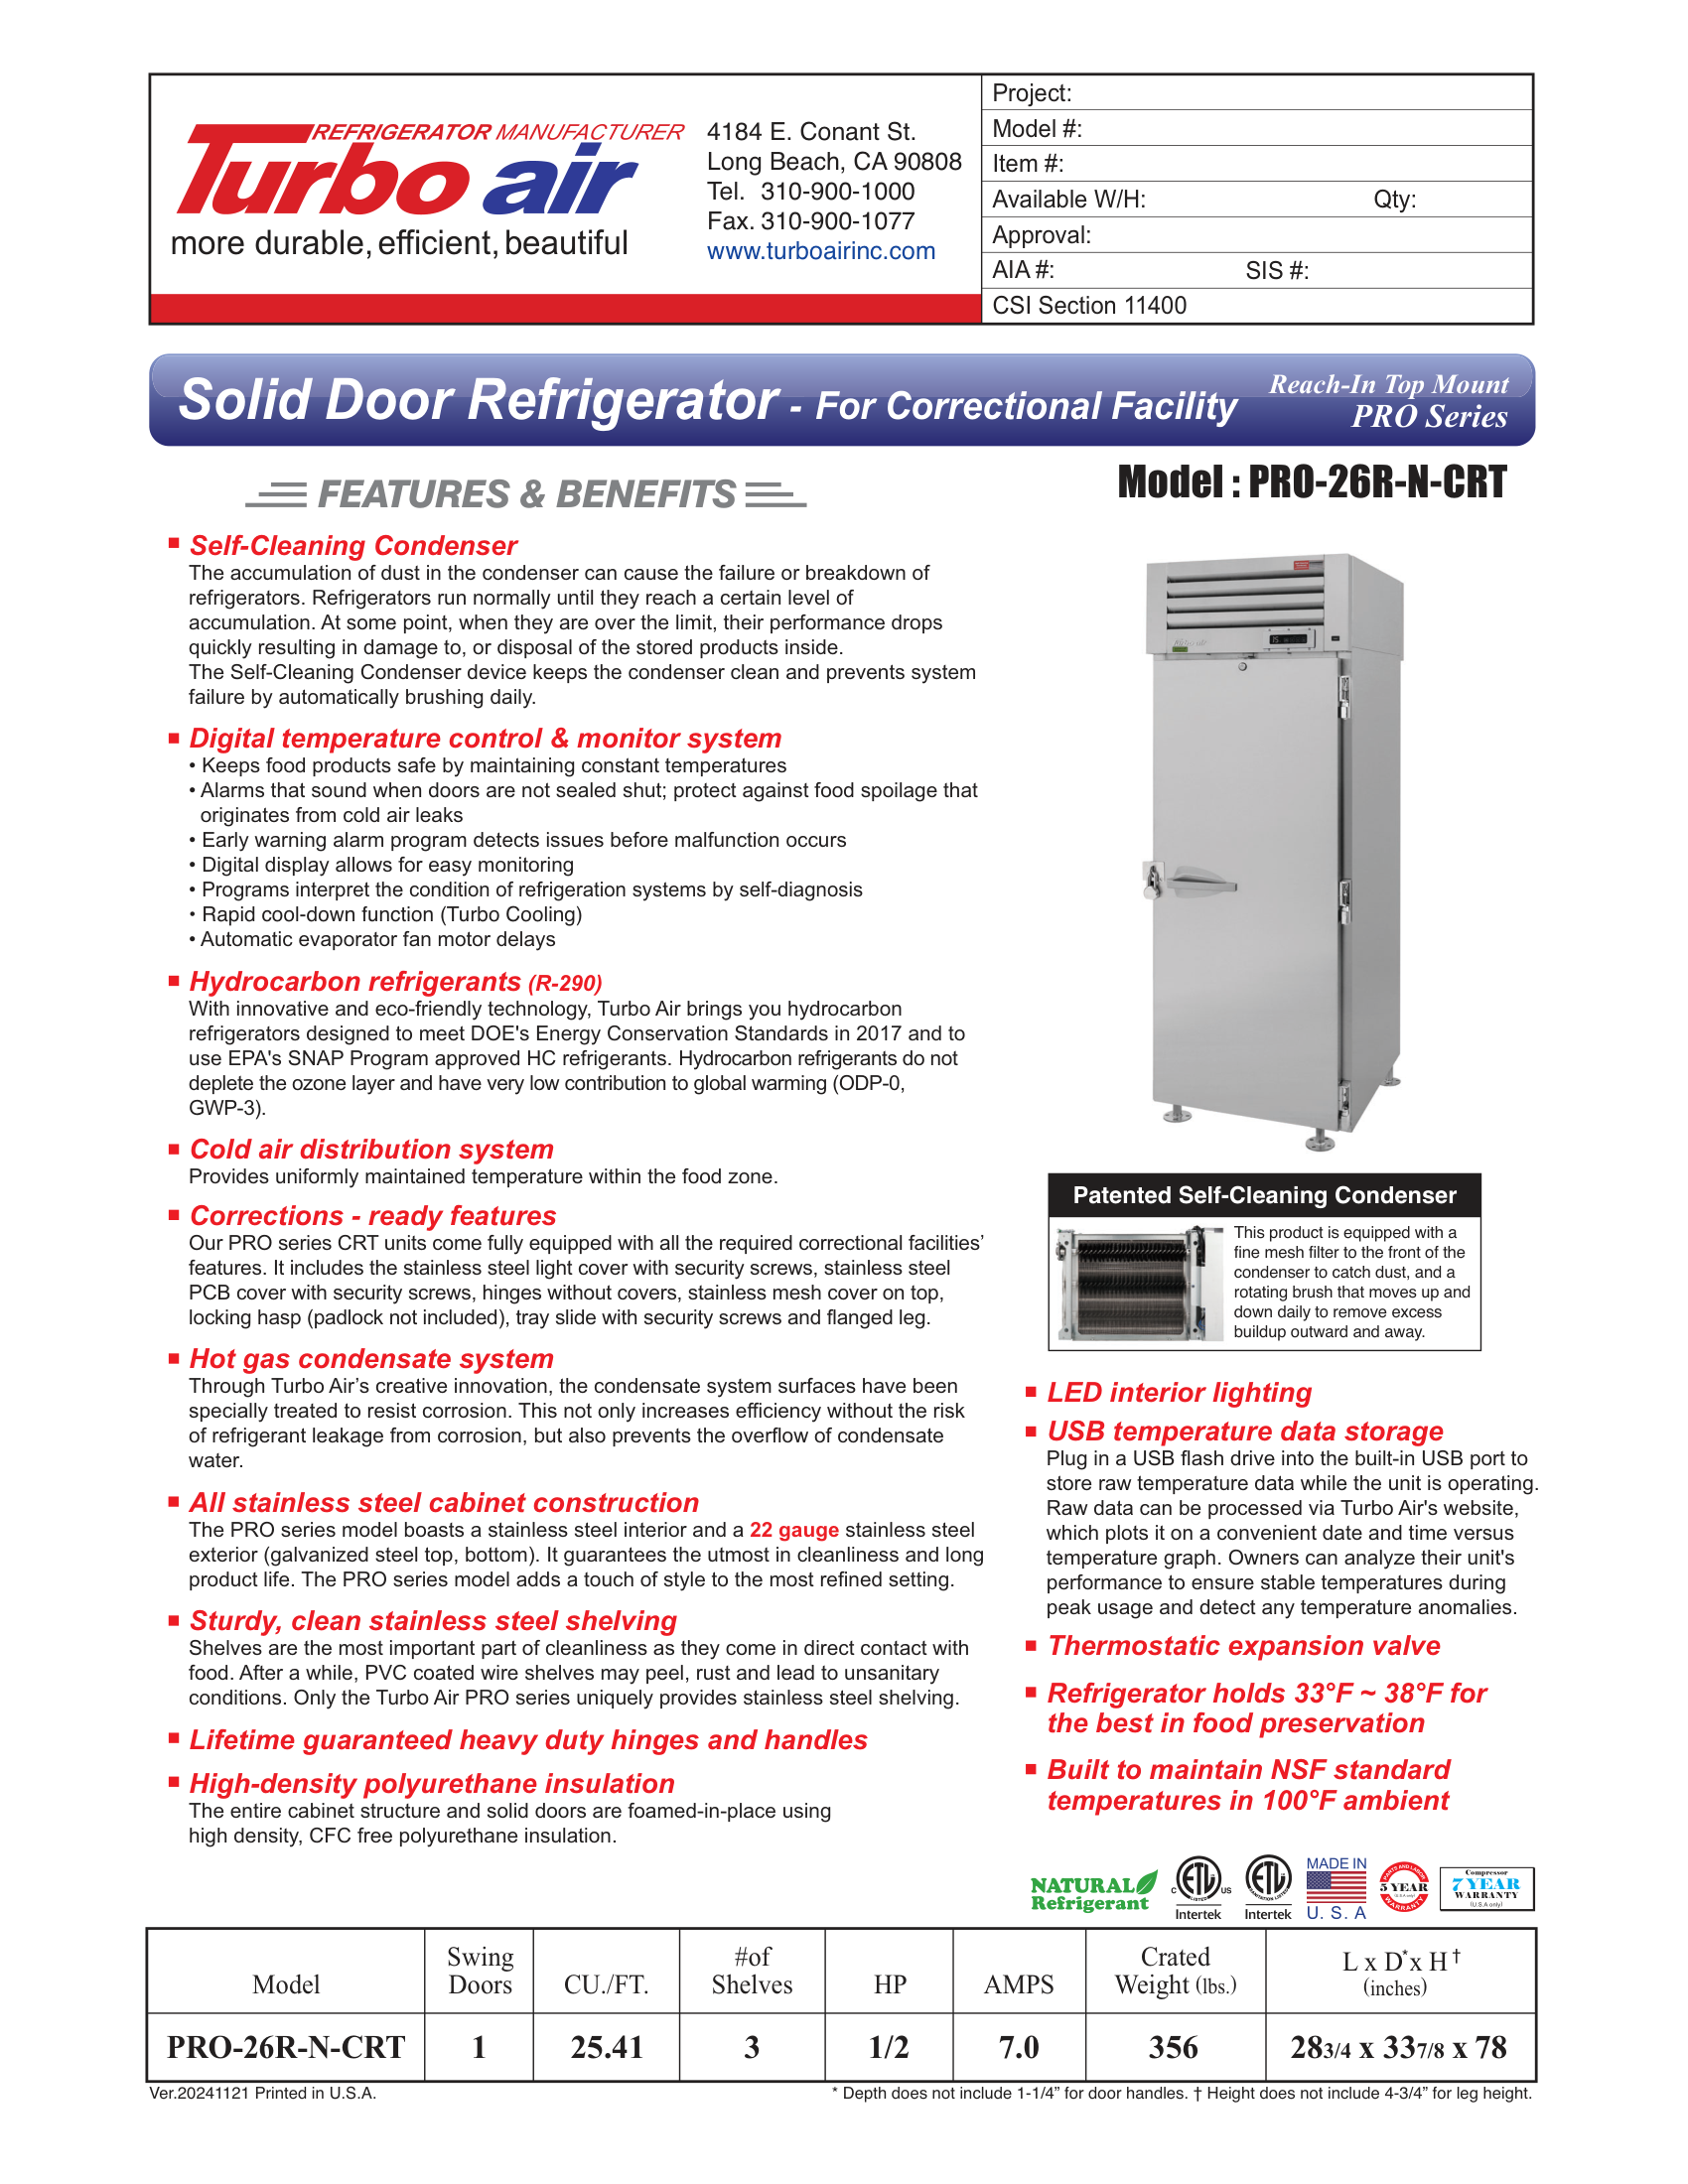 REFRIGERATOR MANUFACTURER
Turbo air
more durable, efficient, beautiful
4184 E. Conant St.
Long Beach, CA 90808
Tel. 310-900-1000
Fax. 310-900-1077
www.turboairinc.com
Project:
Model #:
Item #:
Available W/H: Qty:
Approval:
AIA #: SIS #:
CSI Section 11400
Solid Door Refrigerator - For Correctional Facility
Reach-In Top Mount
PRO Series
FEATURES & BENEFITS
Model : PRO-26R-N-CRT
■ Self-Cleaning Condenser
The accumulation of dust in the condenser can cause the failure or breakdown of
refrigerators. Refrigerators run normally until they reach a certain level of
accumulation. At some point, when they are over the limit, their performance drops
quickly resulting in damage to, or disposal of the stored products inside.
The Self-Cleaning Condenser device keeps the condenser clean and prevents system
failure by automatically brushing daily.
■ Digital temperature control & monitor system
• Keeps food products safe by maintaining constant temperatures
• Alarms that sound when doors are not sealed shut; protect against food spoilage that
originates from cold air leaks
• Early warning alarm program detects issues before malfunction occurs
• Digital display allows for easy monitoring
• Programs interpret the condition of refrigeration systems by self-diagnosis
• Rapid cool-down function (Turbo Cooling)
• Automatic evaporator fan motor delays
■ Hydrocarbon refrigerants (R-290)
With innovative and eco-friendly technology, Turbo Air brings you hydrocarbon
refrigerators designed to meet DOE's Energy Conservation Standards in 2017 and to
use EPA's SNAP Program approved HC refrigerants. Hydrocarbon refrigerants do not
deplete the ozone layer and have very low contribution to global warming (ODP-0,
GWP-3).
■ Cold air distribution system
Provides uniformly maintained temperature within the food zone.
■ Corrections - ready features
Our PRO series CRT units come fully equipped with all the required correctional facilities’
features. It includes the stainless steel light cover with security screws, stainless steel
PCB cover with security screws, hinges without covers, stainless mesh cover on top,
locking hasp (padlock not included), tray slide with security screws and flanged leg.
■ Hot gas condensate system
Through Turbo Air’s creative innovation, the condensate system surfaces have been
specially treated to resist corrosion. This not only increases efficiency without the risk
of refrigerant leakage from corrosion, but also prevents the overflow of condensate
water.
■ All stainless steel cabinet construction
The PRO series model boasts a stainless steel interior and a 22 gauge stainless steel
exterior (galvanized steel top, bottom). It guarantees the utmost in cleanliness and long
product life. The PRO series model adds a touch of style to the most refined setting.
■ Sturdy, clean stainless steel shelving
Shelves are the most important part of cleanliness as they come in direct contact with
food. After a while, PVC coated wire shelves may peel, rust and lead to unsanitary
conditions. Only the Turbo Air PRO series uniquely provides stainless steel shelving.
■ Lifetime guaranteed heavy duty hinges and handles
■ High-density polyurethane insulation
The entire cabinet structure and solid doors are foamed-in-place using
high density, CFC free polyurethane insulation.
Patented Self-Cleaning Condenser
This product is equipped with a
fine mesh filter to the front of the
condenser to catch dust, and a
rotating brush that moves up and
down daily to remove excess
buildup outward and away.
■ LED interior lighting
■ USB temperature data storage
Plug in a USB flash drive into the built-in USB port to
store raw temperature data while the unit is operating.
Raw data can be processed via Turbo Air's website,
which plots it on a convenient date and time versus
temperature graph. Owners can analyze their unit's
performance to ensure stable temperatures during
peak usage and detect any temperature anomalies.
■ Thermostatic expansion valve
■ Refrigerator holds 33°F ~ 38°F for
the best in food preservation
■ Built to maintain NSF standard
temperatures in 100°F ambient
NATURAL
Refrigerant
C ETL US
LISTED
Intertek
ETL
SANITATION LISTED
Intertek
MADE IN
U. S. A
PARTS AND LABOR
5 YEAR
(U.S.A only)
WARRANTY
Compressor
7 YEAR
WARRANTY
(U.S.A only)
Model Swing Doors CU./FT. #of Shelves HP AMPS Crated Weight (lbs.) L x D* x H† (inches)
PRO-26R-N-CRT 1 25.41 3 1/2 7.0 356 283/4 x 337/8 x 78
Ver.20241121 Printed in U.S.A.
* Depth does not include 1-1/4” for door handles. † Height does not include 4-3/4” for leg height.